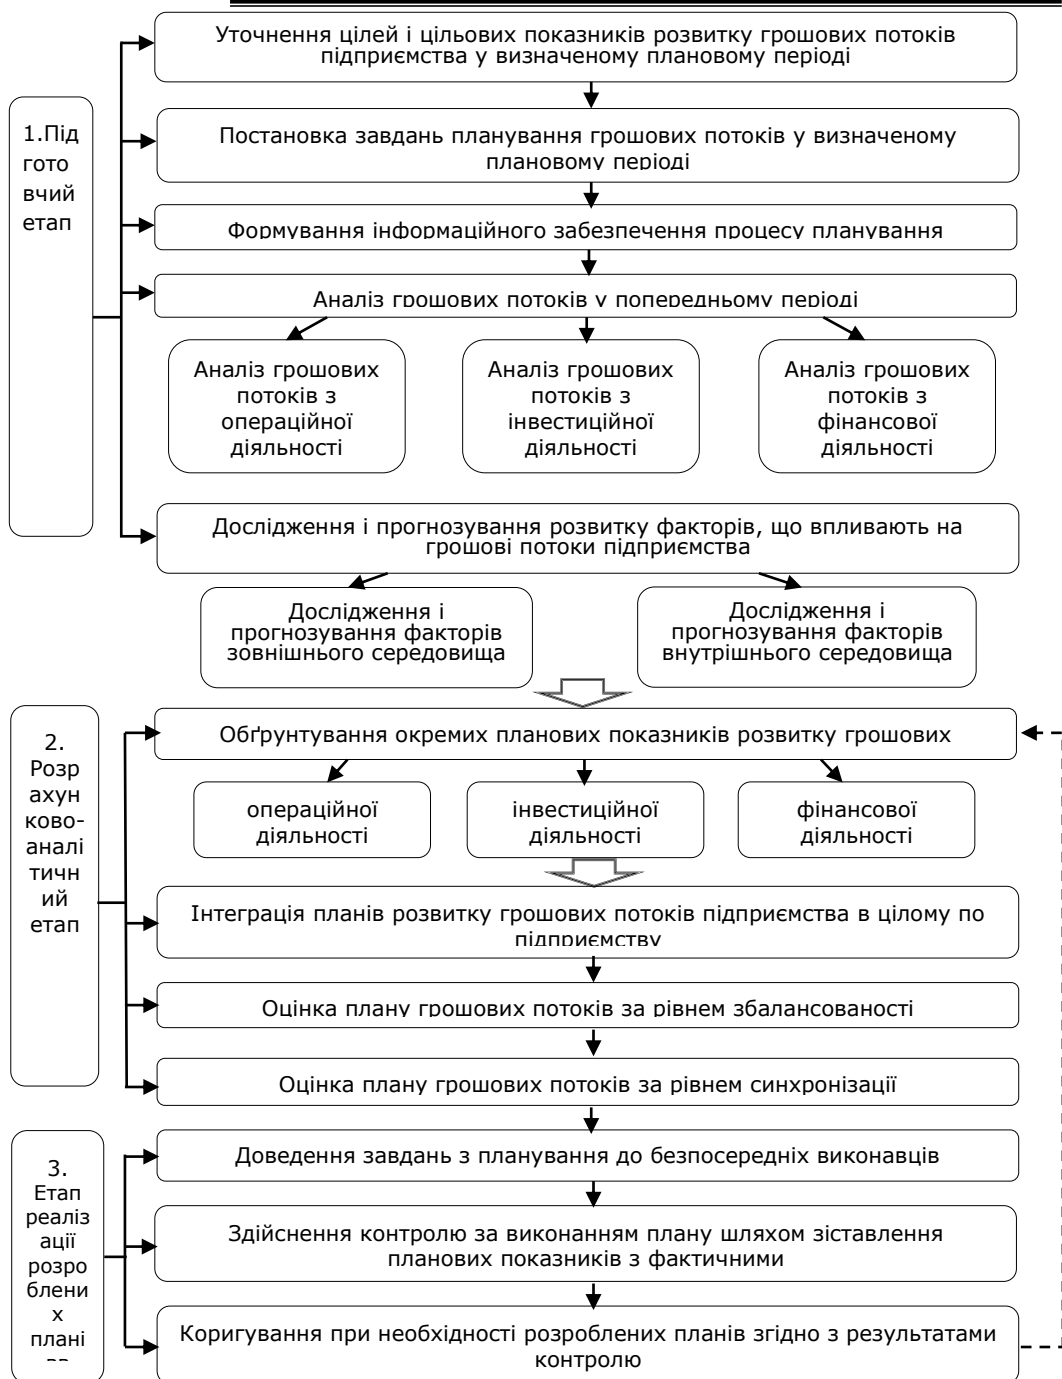 Уточнення цілей і цільових показників розвитку грошових потоків
підприємства у визначеному плановому періоді
1.Під
гото
вчий
етап
Постановка завдань планування грошових потоків у визначеному
плановому періоді
Формування інформаційного забезпечення процесу планування
Аналіз грошових потоків у попередньому періоді
Аналіз грошових
потоків з
операційної
діяльності
Аналіз грошових
потоків з
інвестиційної
діяльності
Аналіз грошових
потоків з
фінансової
діяльності
Дослідження і прогнозування розвитку факторів, що впливають на
грошові потоки підприємства
Дослідження і
прогнозування факторів
зовнішнього середовища
Дослідження і
прогнозування факторів
внутрішнього середовища
2.
Розр
ахун
ково-
аналі
тичн
ий
етап
Обґрунтування окремих планових показників розвитку грошових
операційної
діяльності
інвестиційної
діяльності
фінансової
діяльності
Інтеграція планів розвитку грошових потоків підприємства в цілому по
підприємству
Оцінка плану грошових потоків за рівнем збалансованості
Оцінка плану грошових потоків за рівнем синхронізації
3.
Етап
реаліз
ації
розро
блени
х
плані
Доведення завдань з планування до безпосередніх виконавців
Здійснення контролю за виконанням плану шляхом зіставлення
планових показників з фактичними
Коригування при необхідності розроблених планів згідно з результатами
контролю